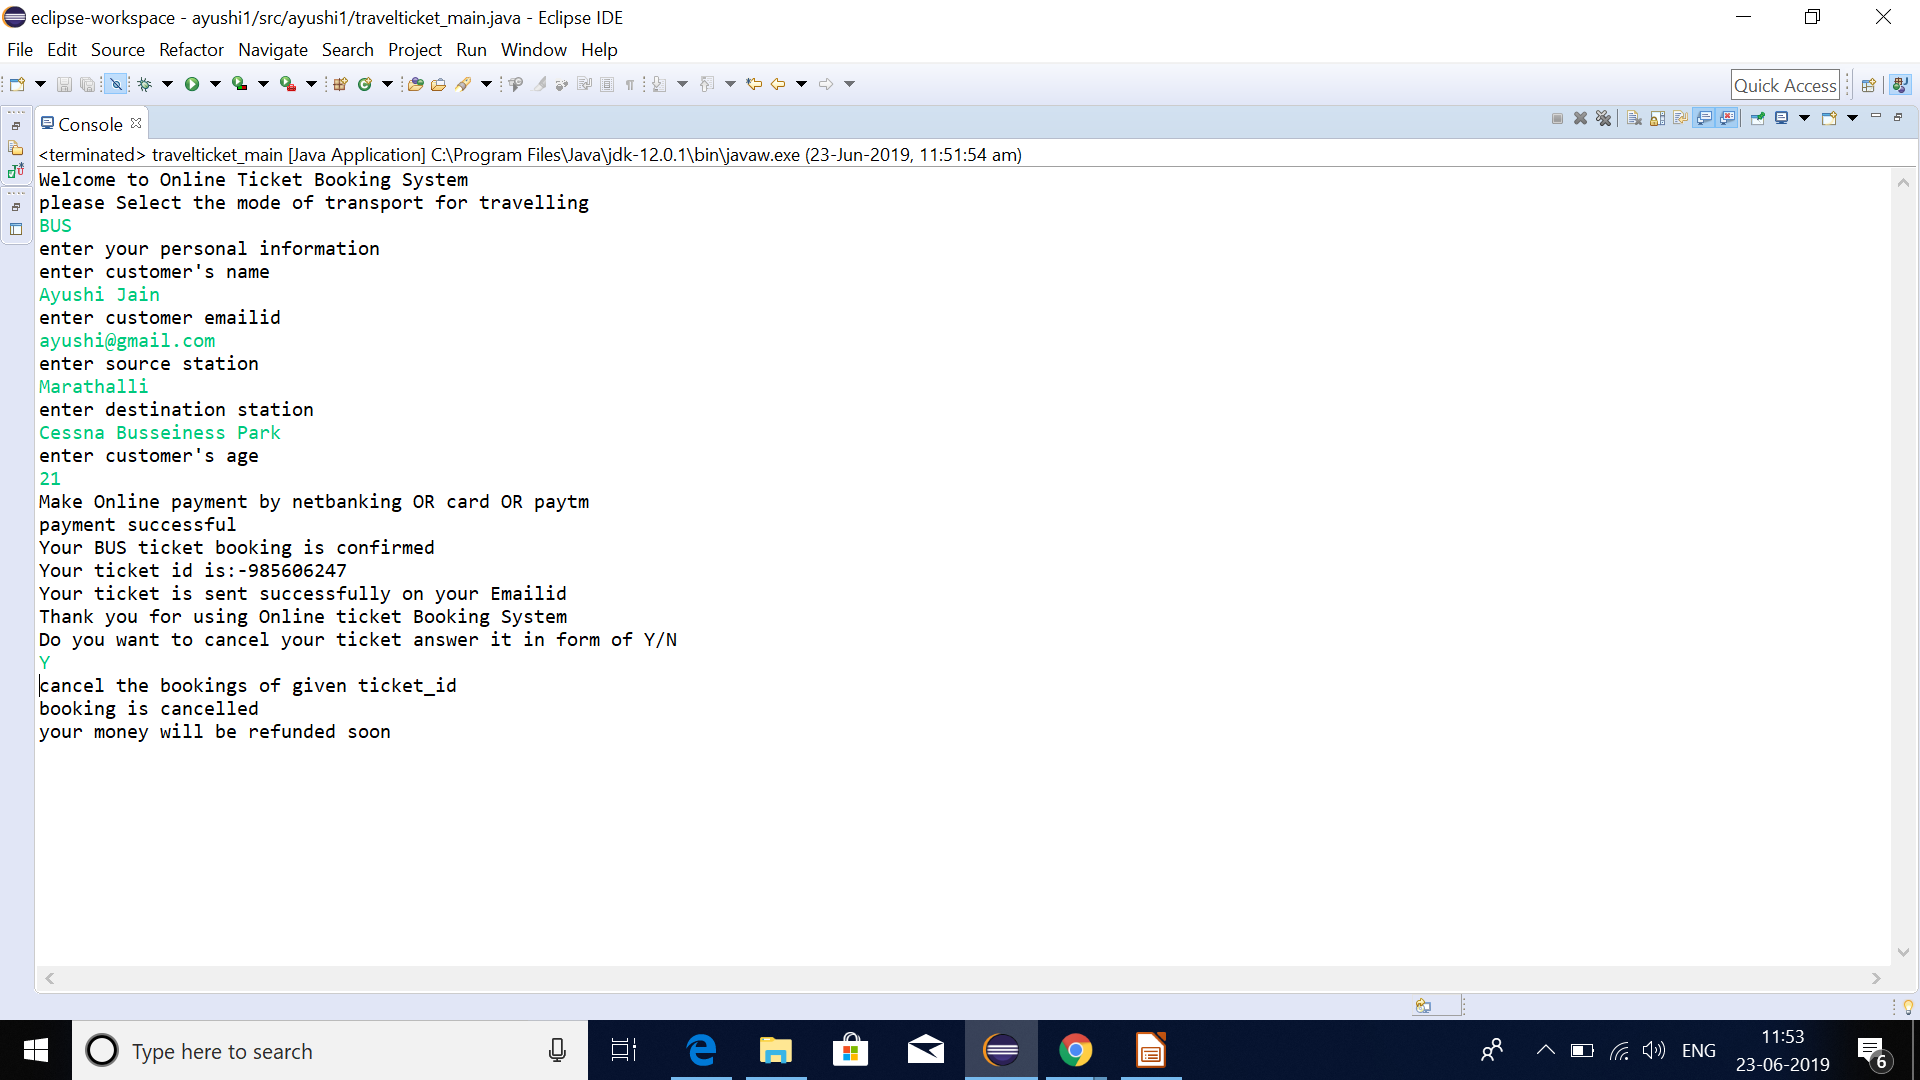 eclipse-workspace - ayushi1/src/ayushi1/travelticket_main.java - Eclipse IDE
File Edit Source Refactor Navigate Search Project Run Window Help
Quick Access
Console
<terminated> travelticket_main [Java Application] C:\Program Files\Java\jdk-12.0.1\bin\javaw.exe (23-Jun-2019, 11:51:54 am)
Welcome to Online Ticket Booking System
please Select the mode of transport for travelling
BUS
enter your personal information
enter customer's name
Ayushi Jain
enter customer emailid
ayushi@gmail.com
enter source station
Marathalli
enter destination station
Cessna Busseiness Park
enter customer's age
21
Make Online payment by netbanking OR card OR paytm
payment successful
Your BUS ticket booking is confirmed
Your ticket id is:-985606247
Your ticket is sent successfully on your Emailid
Thank you for using Online ticket Booking System
Do you want to cancel your ticket answer it in form of Y/N
Y
cancel the bookings of given ticket_id
booking is cancelled
your money will be refunded soon
Type here to search
ENG
11:53
23-06-2019
6